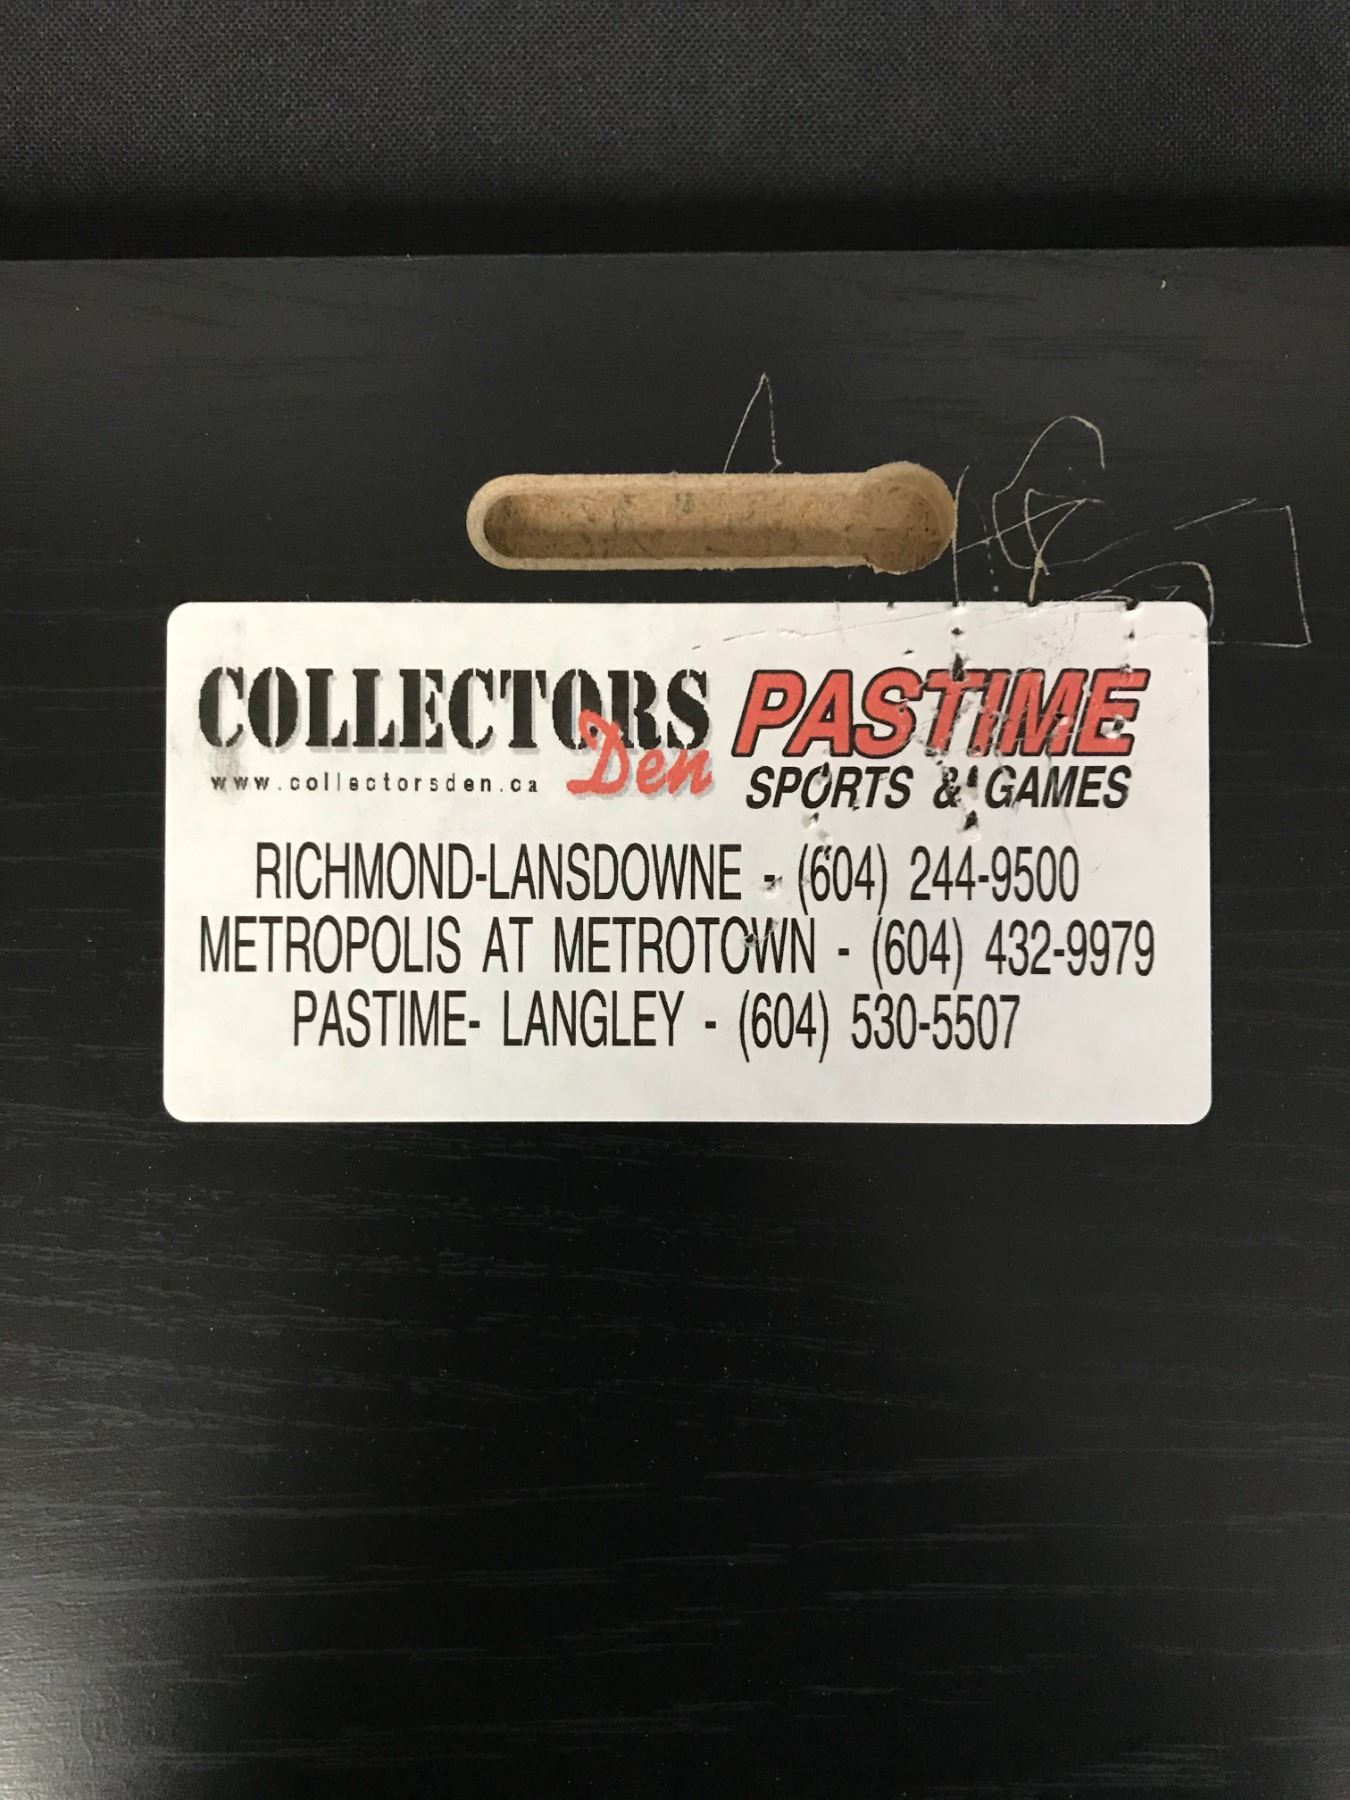 COLLECTORS Den
www.collectorsden.ca
PASTIME
SPORTS & GAMES
RICHMOND-LANSDOWNE - (604) 244-9500
METROPOLIS AT METROTOWN - (604) 432-9979
PASTIME- LANGLEY - (604) 530-5507